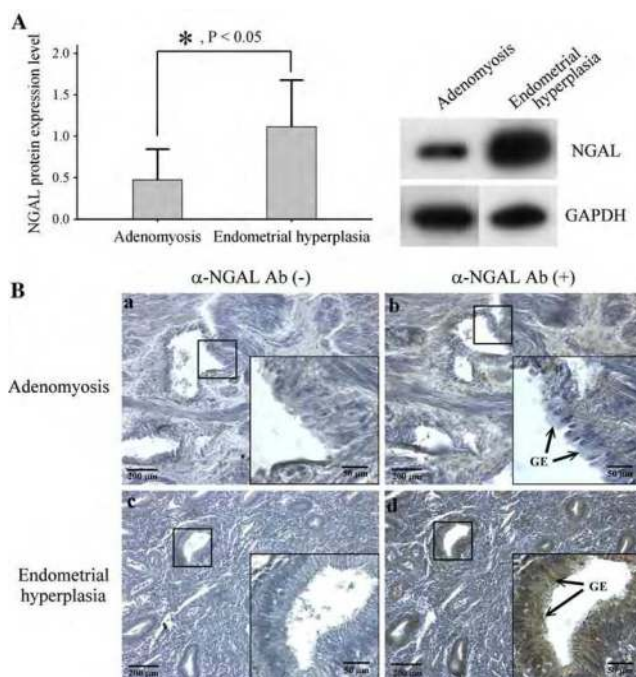 A
*, P < 0.05
NGAL protein expression level
2.0
1.5
1.0
0.5
0.0
Adenomyosis
Endometrial hyperplasia
Adenomyosis
Endometrial
hyperplasia
NGAL
GAPDH
α-NGAL Ab (-)
α-NGAL Ab (+)
B
a
b
Adenomyosis
GE
200 μm
50 μm
200 μm
50 μm
c
d
Endometrial
hyperplasia
GE
200 μm
50 μm
200 μm
50 μm